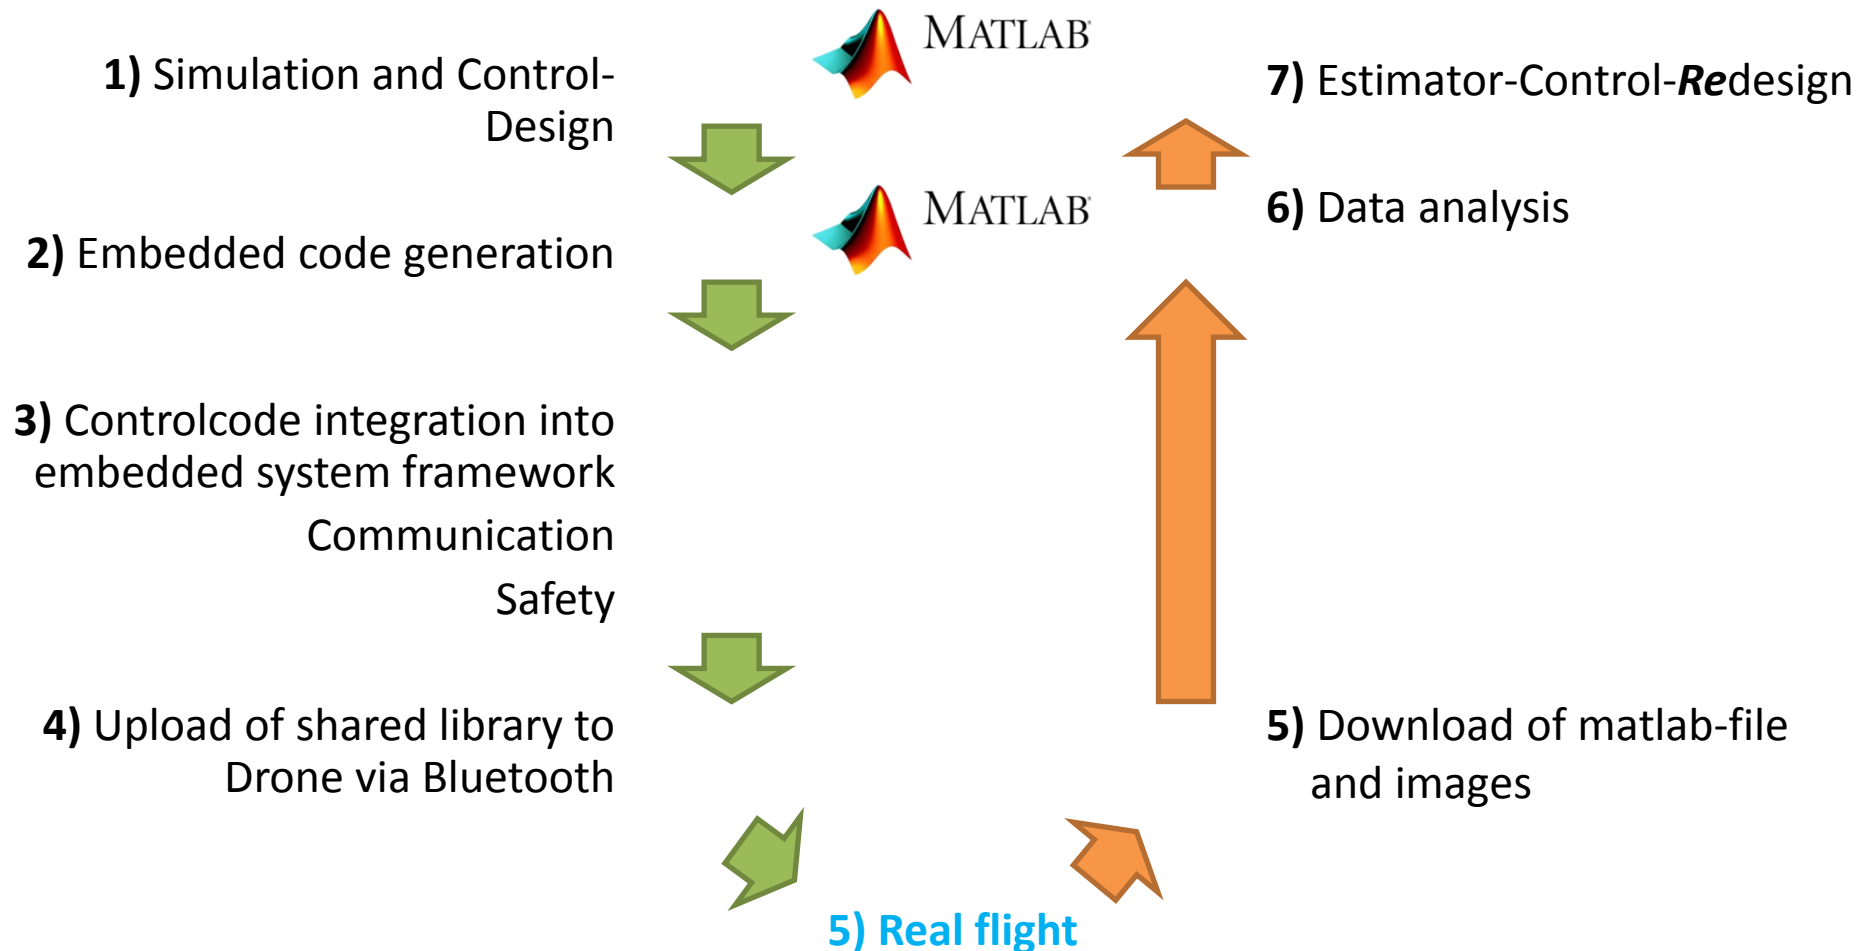 MATLAB
1) Simulation and Control-
Design
MATLAB
2) Embedded code generation
3) Controlcode integration into
embedded system framework
Communication
Safety
4) Upload of shared library to
Drone via Bluetooth
5) Real flight
5) Download of matlab-file
and images
6) Data analysis
7) Estimator-Control-Redesign